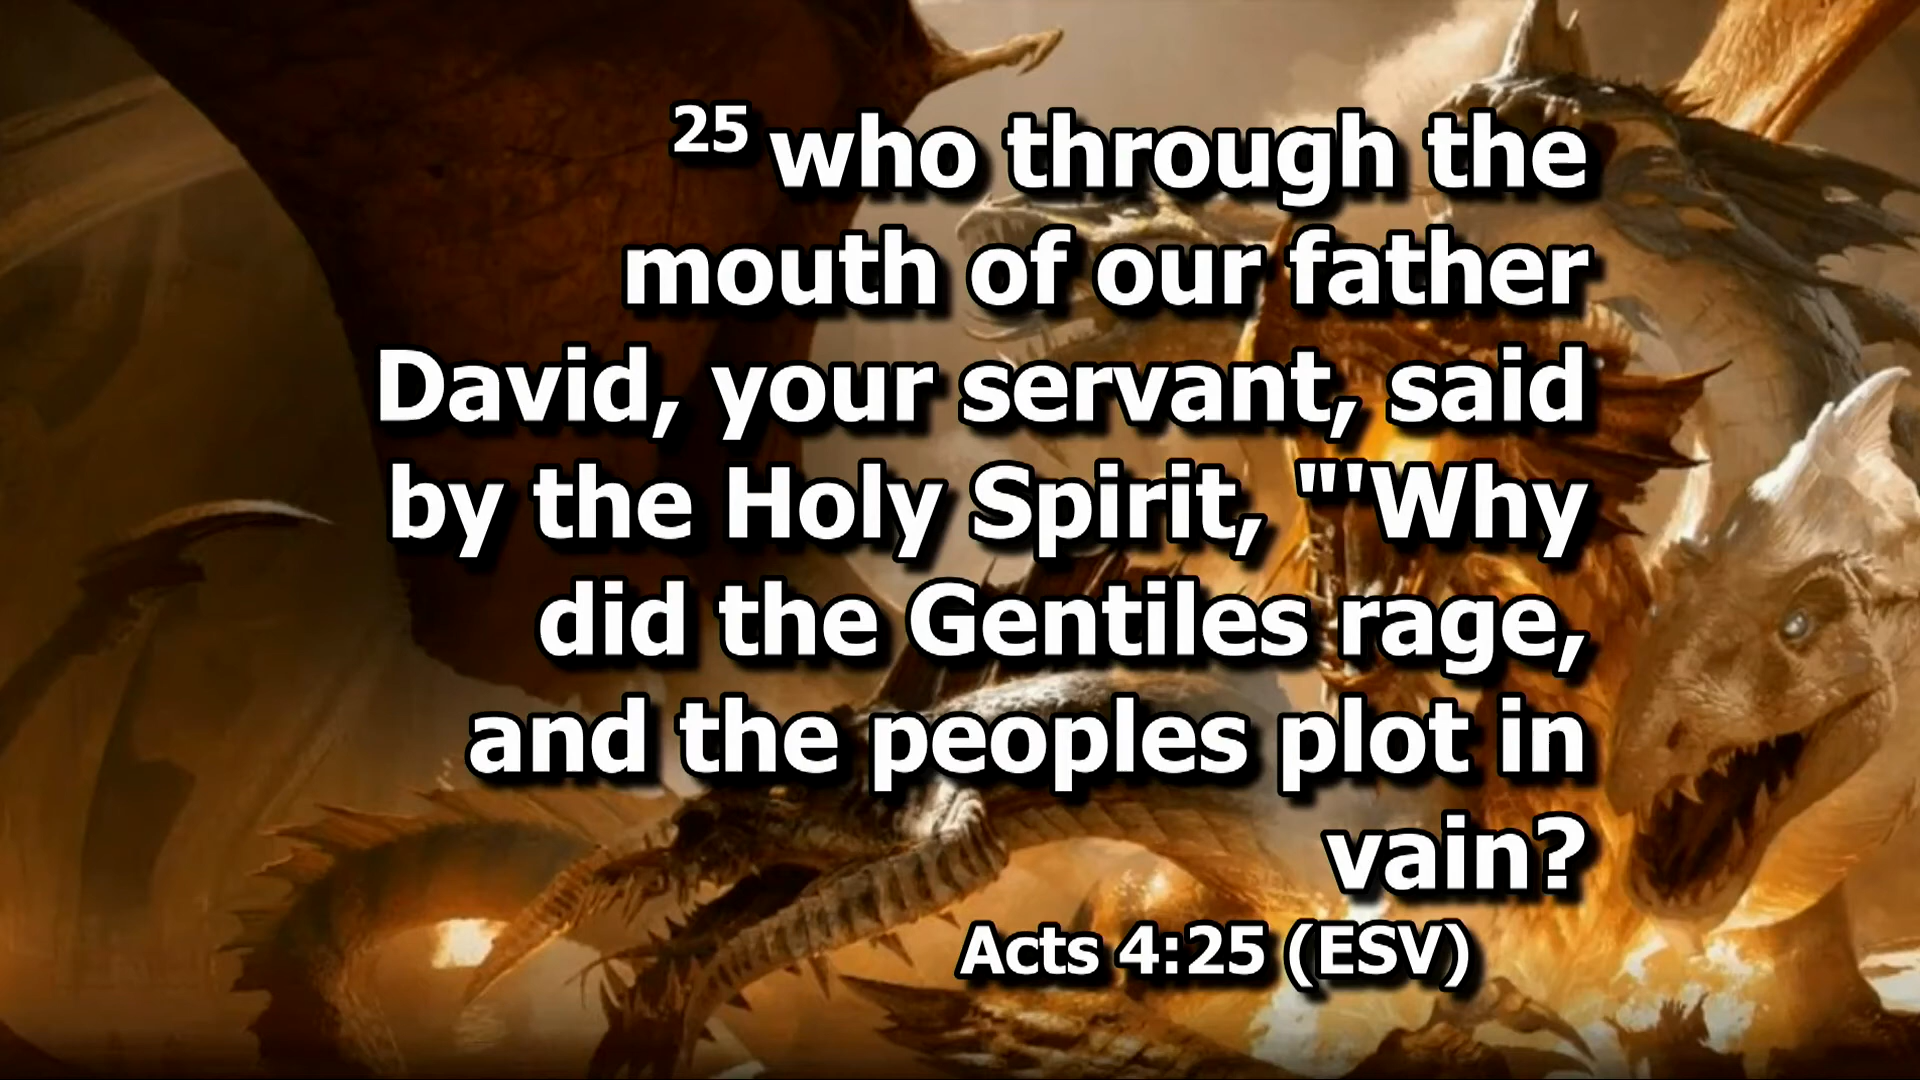 25 who through the
mouth of our father
David, your servant, said
by the Holy Spirit, "'Why
did the Gentiles rage,
and the peoples plot in
vain?
Acts 4:25 (ESV)